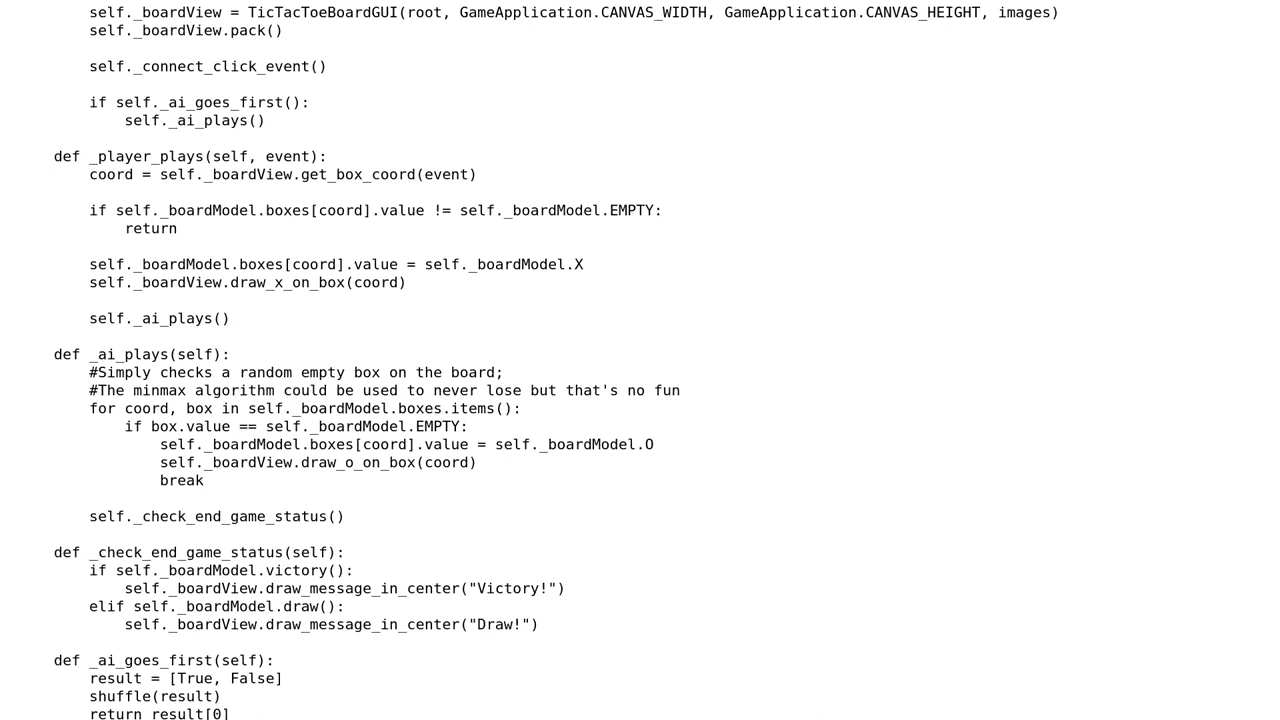 self._boardView = TicTacToeBoardGUI(root, GameApplication.CANVAS_WIDTH, GameApplication.CANVAS_HEIGHT, images)
self._boardView.pack()
self._connect_click_event()
if self._ai_goes_first():
self._ai_plays()
def _player_plays(self, event):
coord = self._boardView.get_box_coord(event)
if self._boardModel.boxes[coord].value != self._boardModel.EMPTY:
return
self._boardModel.boxes[coord].value = self._boardModel.X
self._boardView.draw_x_on_box(coord)
self._ai_plays()
def _ai_plays(self):
#Simply checks a random empty box on the board;
#The minmax algorithm could be used to never lose but that's no fun
for coord, box in self._boardModel.boxes.items():
if box.value == self._boardModel.EMPTY:
self._boardModel.boxes[coord].value = self._boardModel.O
self._boardView.draw_o_on_box(coord)
break
self._check_end_game_status()
def _check_end_game_status(self):
if self._boardModel.victory():
self._boardView.draw_message_in_center("Victory!")
elif self._boardModel.draw():
self._boardView.draw_message_in_center("Draw!")
def _ai_goes_first(self):
result = [True, False]
shuffle(result)
return result[0]